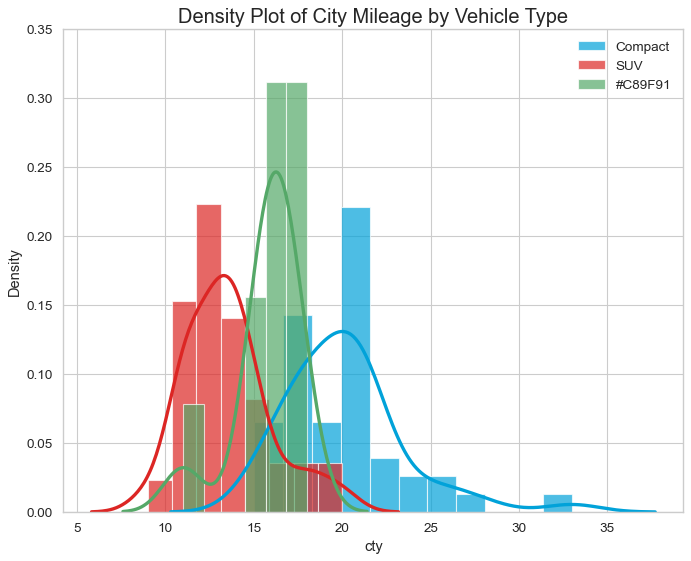 Density Plot of City Mileage by Vehicle Type
0.35
0.30
0.25
0.20
0.15
0.10
0.05
0.00
Density
Compact
SUV
#C89F91
5 10 15 20 25 30 35
cty